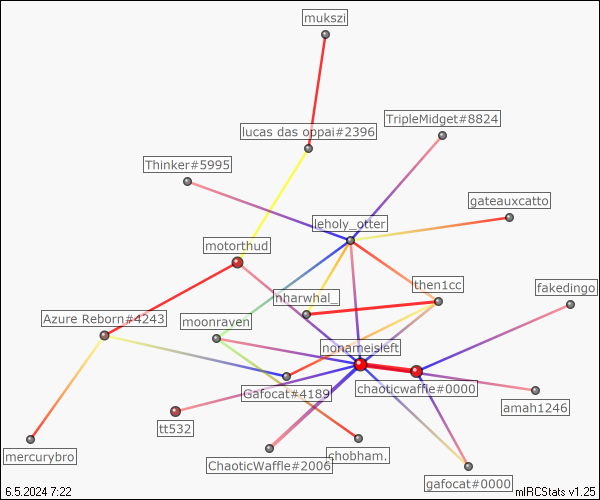 mukszi
TripleMidget#8824
lucas das oppai#2396
Thinker#5995
gateauxcatto
leholy_otter
motorthud
then1cc
fakedingo
nharwhal_
Azure Reborn#4243
moonraven
nonameisleft
chaoticwaffle#0000
Gafocat#4189
amah1246
tt532
mercurybro
ChaoticWaffle#2006
chobham.
gafocat#0000
6.5.2024 7:22
mIRCStats v1.25